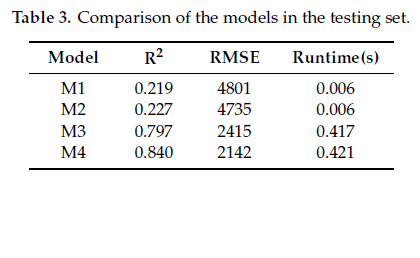 Table 3. Comparison of the models in the testing set.
Model R² RMSE Runtime(s)
M1 0.219 4801 0.006
M2 0.227 4735 0.006
M3 0.797 2415 0.417
M4 0.840 2142 0.421